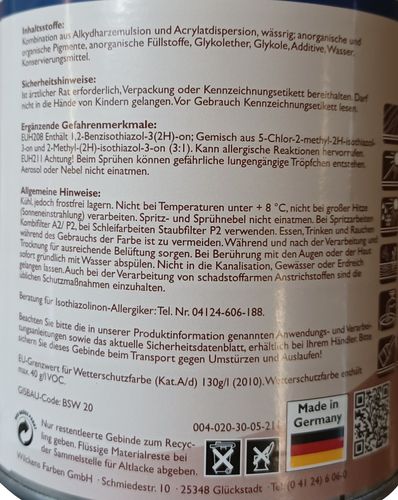 Inhaltsstoffe:
Kombination aus Alkydharzemulsion und Acrylatdispersion, wässrig; anorganische und
organische Pigmente, anorganische Füllstoffe, Glykolether, Glykole, Additive, Wasser,
Konservierungsmittel.
Sicherheitshinweise:
Ist ärztlicher Rat erforderlich, Verpackung oder Kennzeichnungsetikett bereithalten. Darf
nicht in die Hände von Kindern gelangen. Vor Gebrauch Kennzeichnungsetikett lesen.
Ergänzende Gefahrenmerkmale:
EUH208 Enthält 1,2-Benzisothiazol-3(2H)-on; Gemisch aus 5-Chlor-2-methyl-2H-isothiazol-
3-on und 2-Methyl-(2H)-isothiazol-3-on (3:1). Kann allergische Reaktionen hervorrufen.
EUH211 Achtung! Beim Sprühen können gefährliche lungengängige Tröpfchen entstehen.
Aerosol oder Nebel nicht einatmen.
Allgemeine Hinweise:
Kühl, jedoch frostfrei lagern. Nicht bei Temperaturen unter + 8 °C, nicht bei großer Hitze
(Sonneneinstrahlung) verarbeiten. Spritz- und Sprühnebel nicht einatmen. Bei Spritzarbeiten
Kombifilter A2/ P2, bei Schleifarbeiten Staubfilter P2 verwenden. Essen, Trinken und Rauchen
während des Gebrauchs der Farbe ist zu vermeiden. Während und nach der Verarbeitung und
Trocknung für ausreichende Belüftung sorgen. Bei Berührung mit den Augen oder der Haut
sofort gründlich mit Wasser abspülen. Nicht in die Kanalisation, Gewässer oder Erdreich
gelangen lassen. Auch bei der Verarbeitung von schadstoffarmen Anstrichstoffen sind die
üblichen Schutzmaßnahmen einzuhalten.
Beratung für Isothiazolinon-Allergiker: Tel. Nr. 04124-606-188.
Beachten Sie bitte die in unserer Produktinformation genannten Anwendungs- und Verarbei-
tungsanleitungen sowie das aktuelle Sicherheitsdatenblatt, erhältlich bei Ihrem Händler. Bitte
sichern Sie dieses Gebinde beim Transport gegen Umstürzen und Auslaufen!
EU-Grenzwert für Wetterschutzfarbe (Kat.A/d) 130g/l (2010). Wetterschutzfarbe enthält
max. 40 g/l VOC.
GISBAU-Code: BSW 20
004-020-30-05-21
Made in
Germany
Nur restentleerte Gebinde zum Recyc-
ling geben. Flüssige Materialreste bei
der Sammelstelle für Altlacke abgeben.
Wilckens Farben GmbH · Schmiedestr. 10 · 25348 Glückstadt · Tel. (0 41 24) 6 06-0